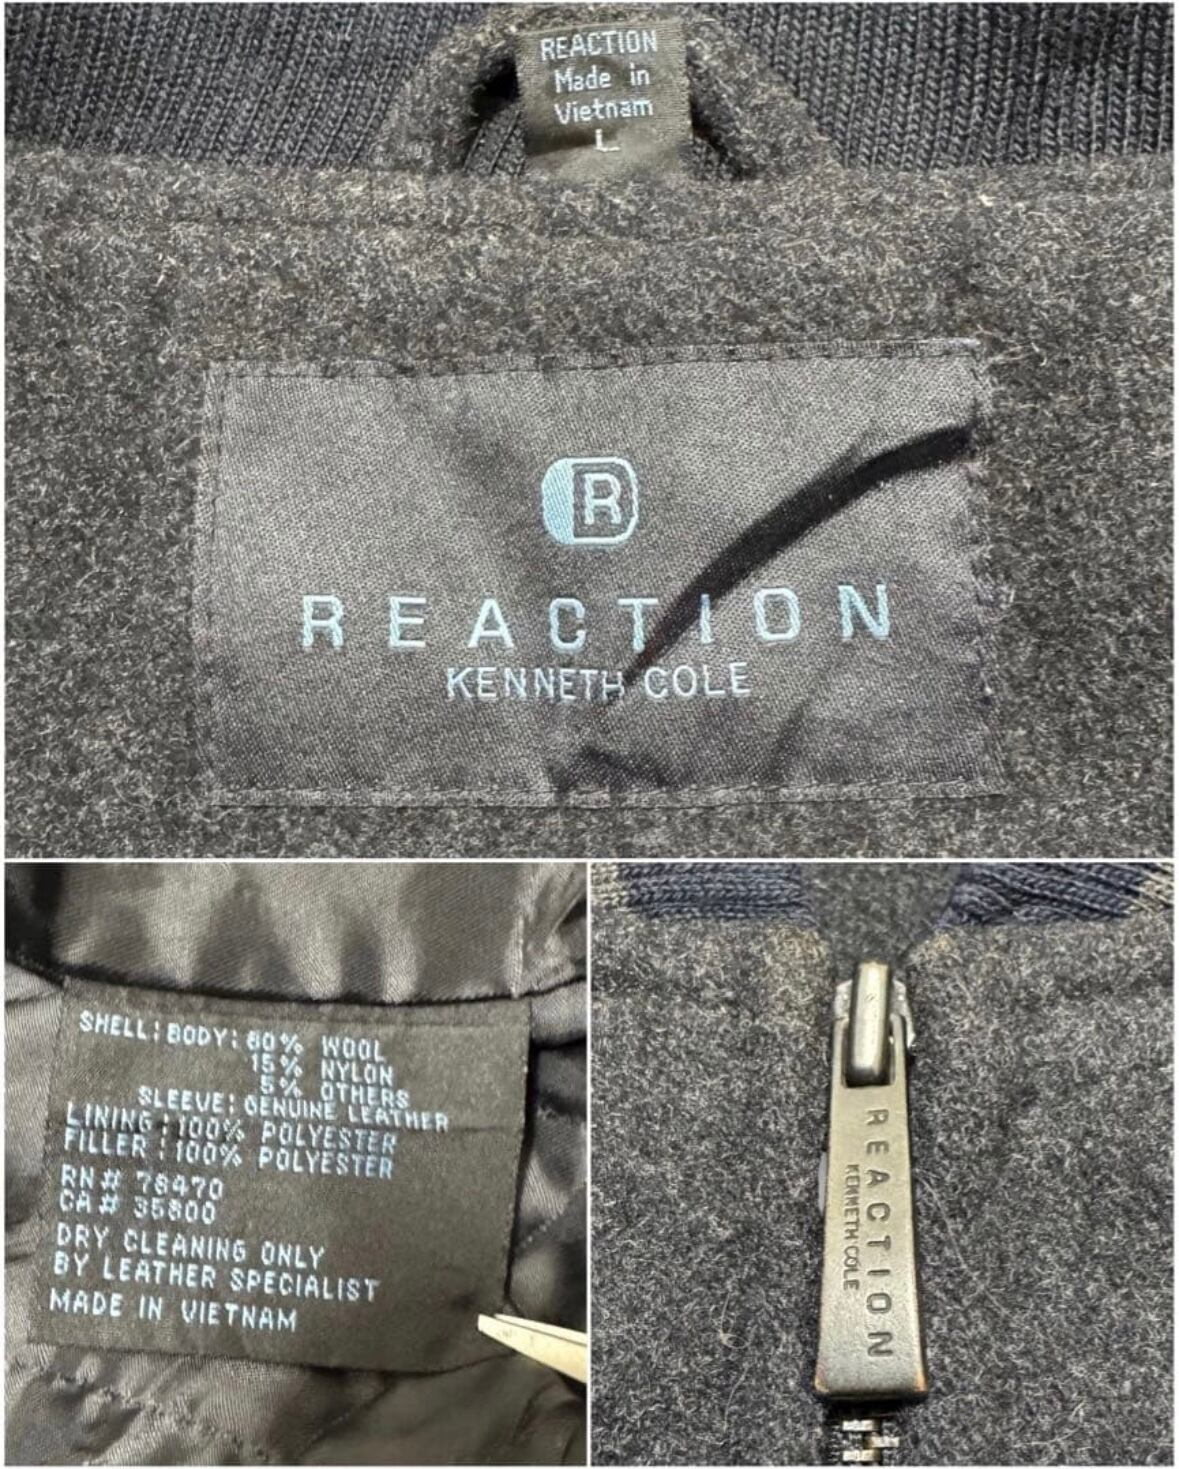 REACTION
Made in
Vietnam
L
R
REACTION
KENNETH COLE
SHELL: BODY: 80% WOOL
15% NYLON
5% OTHERS
SLEEVE: GENUINE LEATHER
LINING : 100% POLYESTER
FILLER : 100% POLYESTER
RN# 78470
CA# 35800
DRY CLEANING ONLY
BY LEATHER SPECIALIST
MADE IN VIETNAM
REACTION
KENNETH COLE